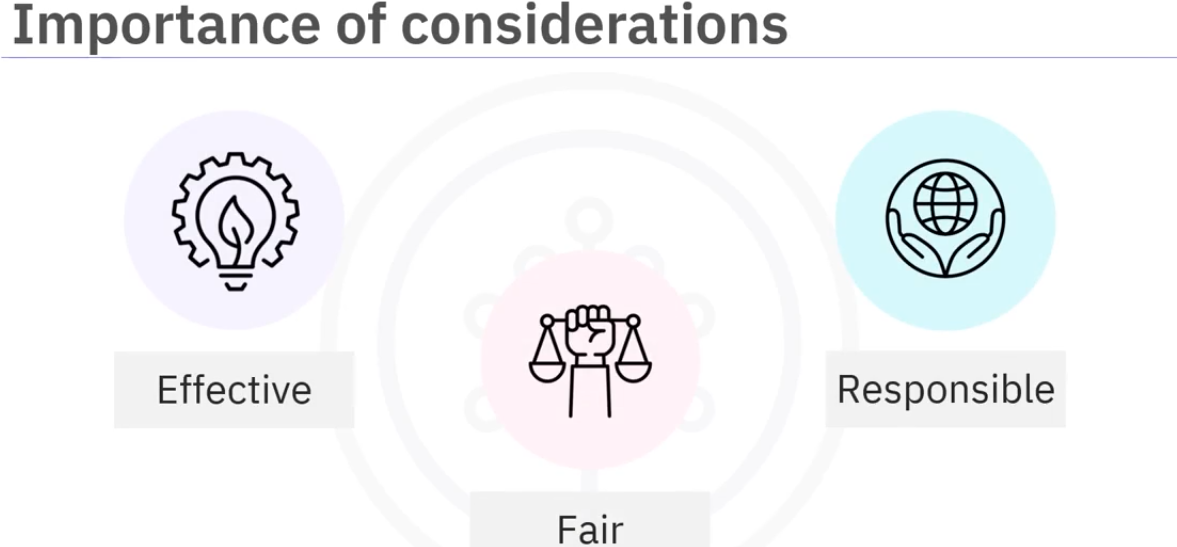 Importance of considerations
Effective
Responsible
Fair